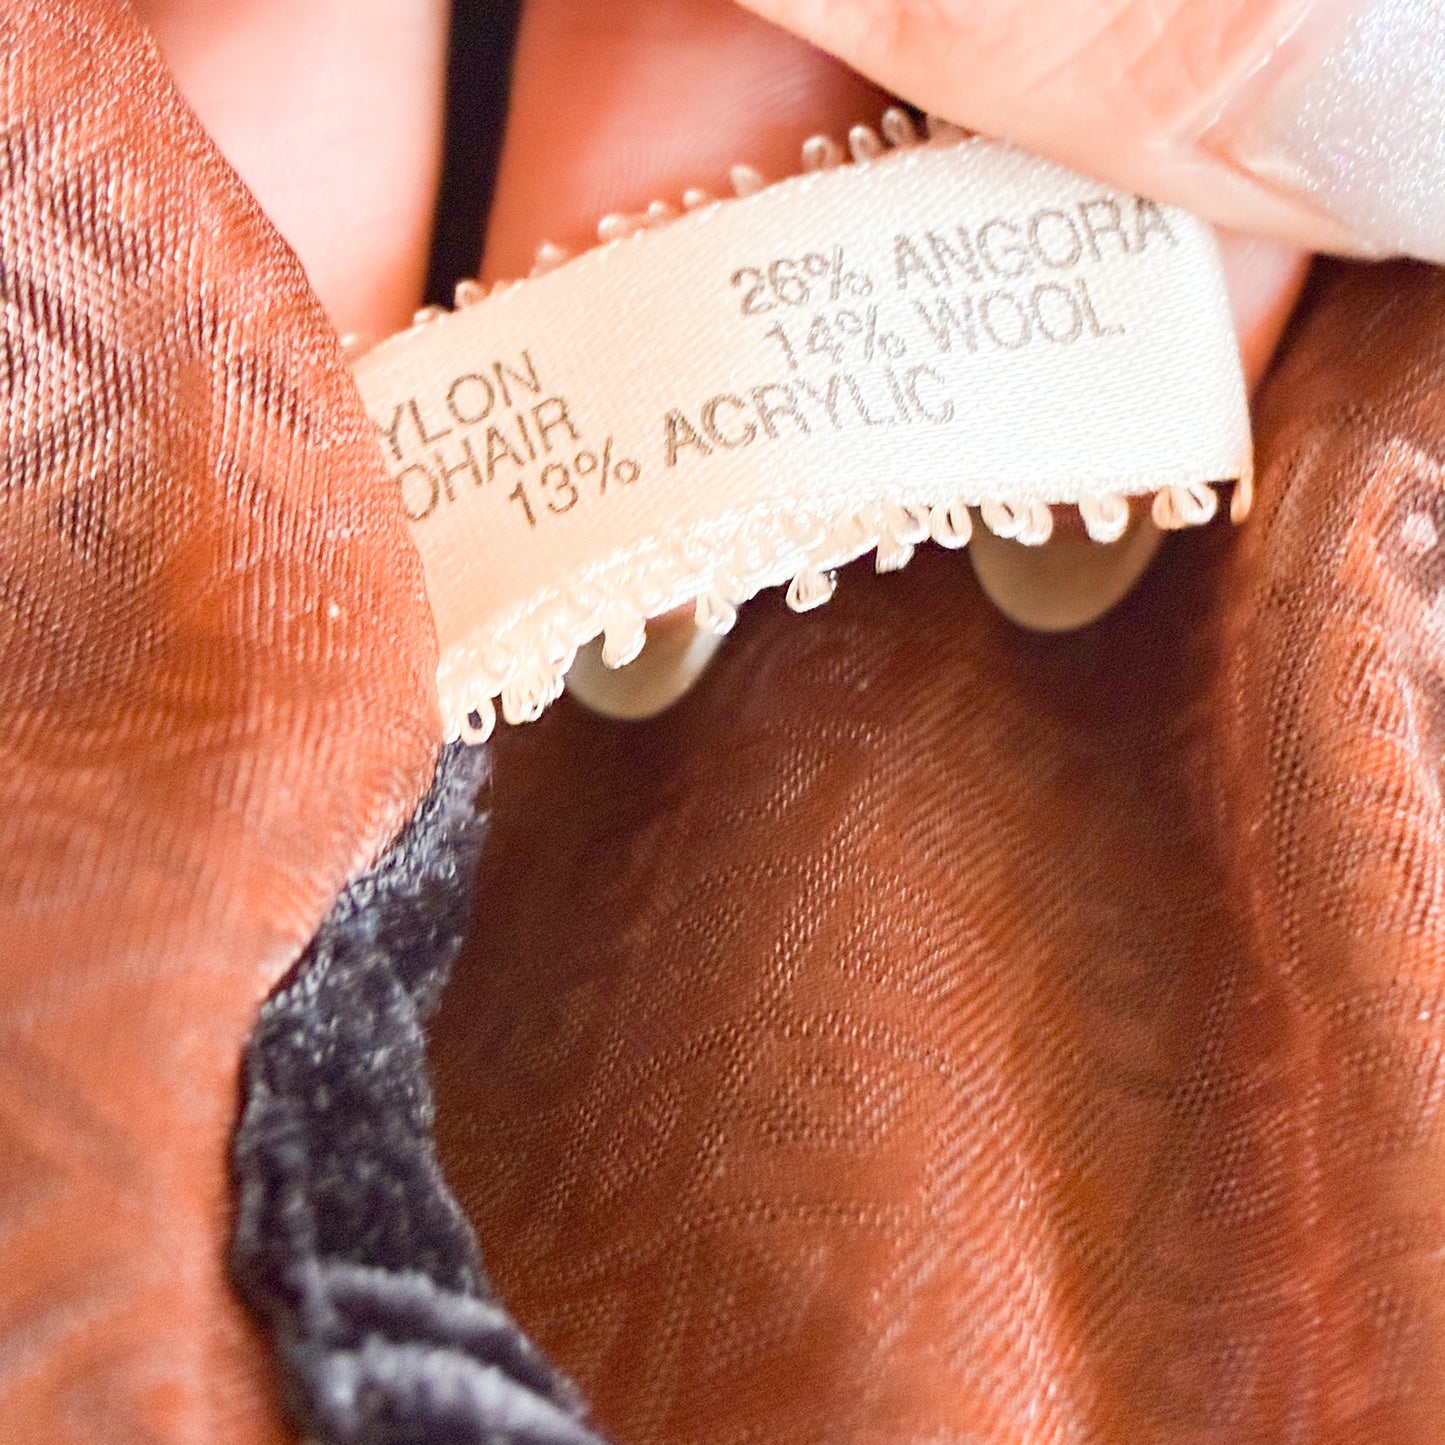 26% ANGORA
14% WOOL
YLON
OHAIR
13% ACRYLIC